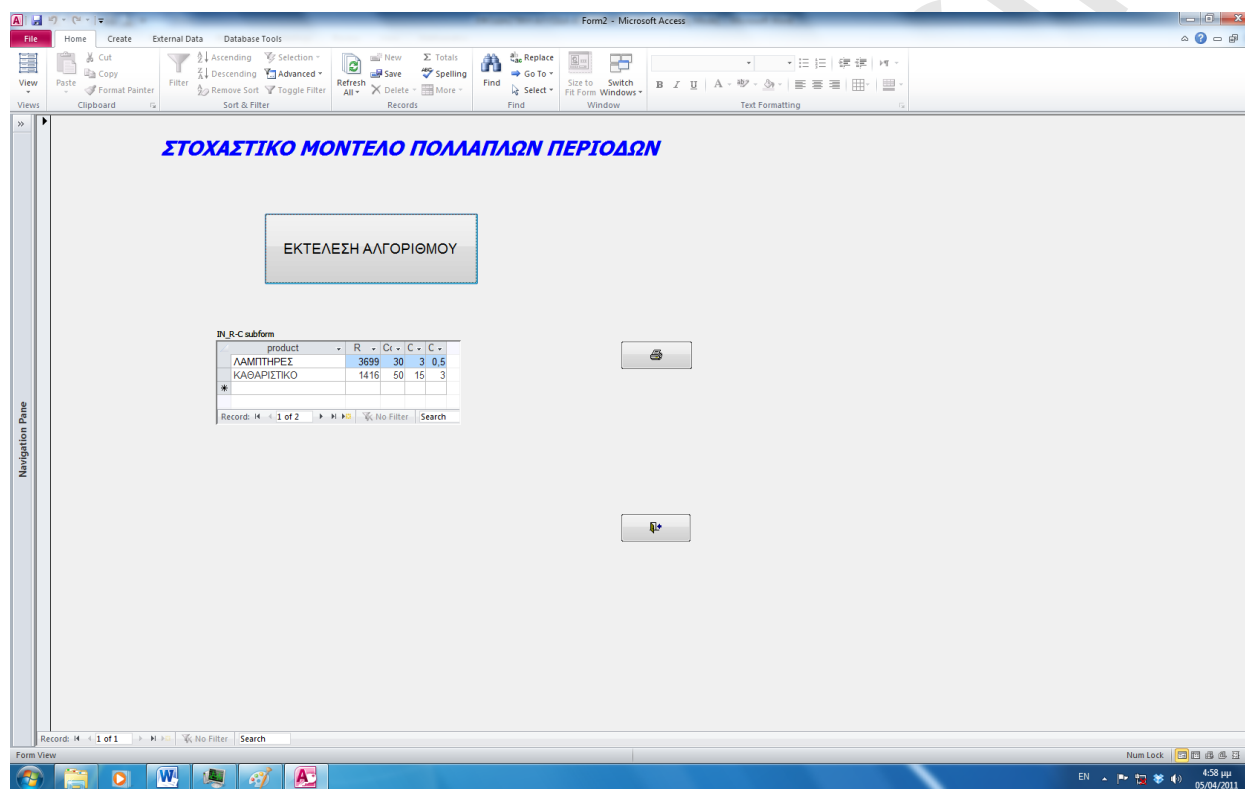 Form2 - Microsoft Access
File Home Create External Data Database Tools
View Paste Cut Copy Format Painter Filter Ascending Descending Remove Sort Selection Advanced Toggle Filter Refresh All New Save Delete Totals Spelling More Find Replace Go To Select Size to Fit Form Switch Windows B I U A
Views Clipboard Sort & Filter Records Find Window Text Formatting
ΣΤΟΧΑΣΤΙΚΟ ΜΟΝΤΕΛΟ ΠΟΛΛΑΠΛΩΝ ΠΕΡΙΟΔΩΝ
ΕΚΤΕΛΕΣΗ ΑΛΓΟΡΙΘΜΟΥ
IN_R-C subform
product R C C
ΛΑΜΠΤΗΡΕΣ 3699 30 3 0,5
ΚΑΘΑΡΙΣΤΙΚΟ 1416 50 15 3
Record: 1 of 2 No Filter Search
Navigation Pane
Record: 1 of 1 No Filter Search
Form View Num Lock
EN 4:58 μμ
05/04/2011